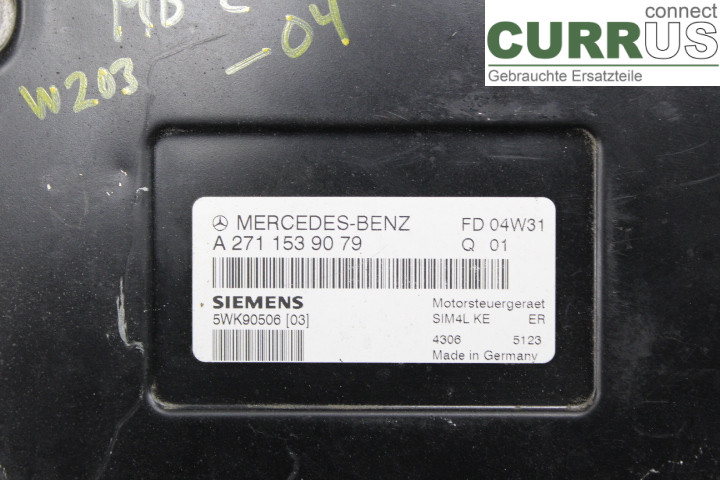 MB C
-04
W203
connect
CURRUS
Gebrauchte Ersatzteile
MERCEDES-BENZ FD 04W31
A 271 153 90 79 Q 01
SIEMENS Motorsteuergeraet
5WK90506 [03] SIM4L KE ER
4306 5123
Made in Germany